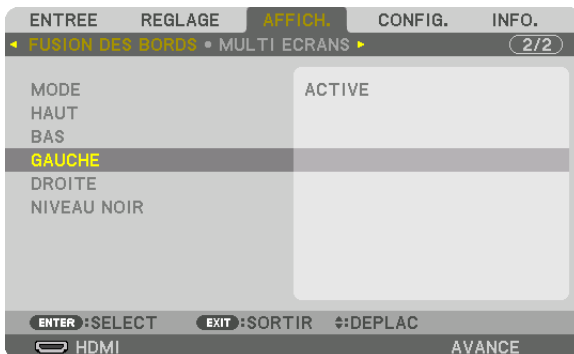 ENTREE REGLAGE AFFICH. CONFIG. INFO.
FUSION DES BORDS • MULTI ECRANS 2/2
MODE ACTIVE
HAUT
BAS
GAUCHE
DROITE
NIVEAU NOIR
ENTER :SELECT EXIT :SORTIR :DEPLAC
HDMI AVANCE